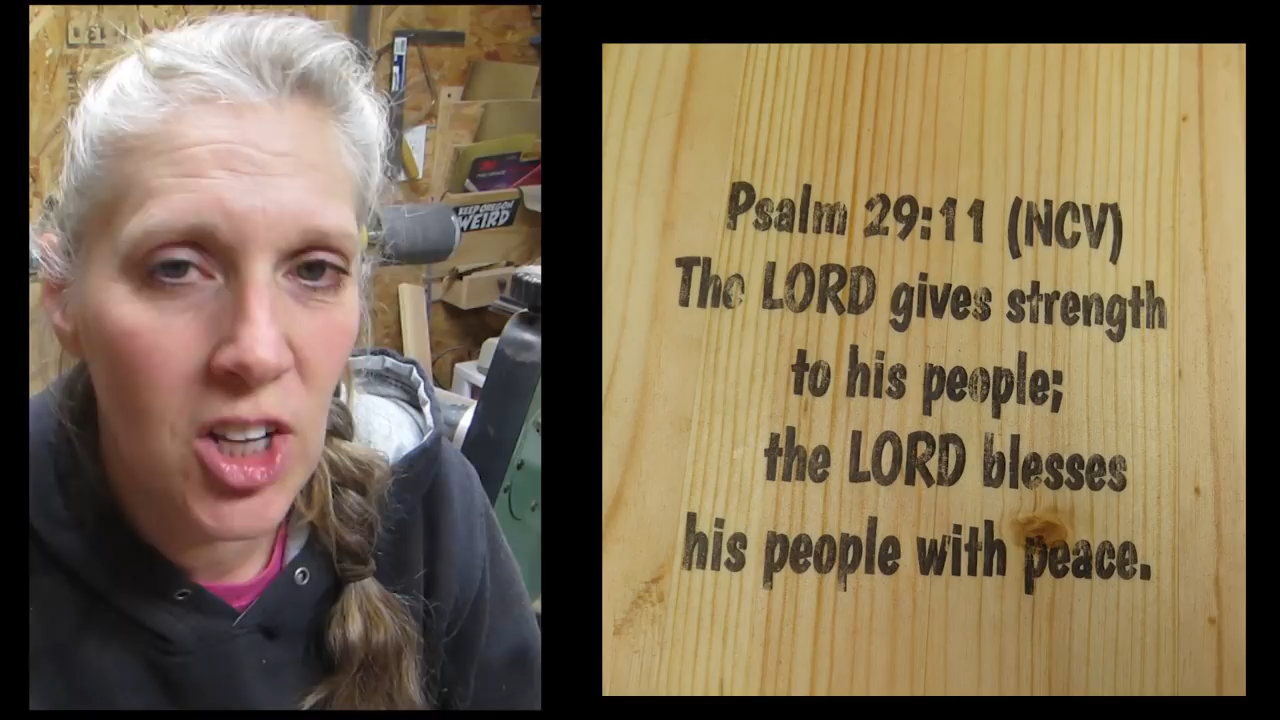 KEEP OREGON
WEIRD
3M
Psalm 29:11 (NCV)
The LORD gives strength
to his people;
the LORD blesses
his people with peace.